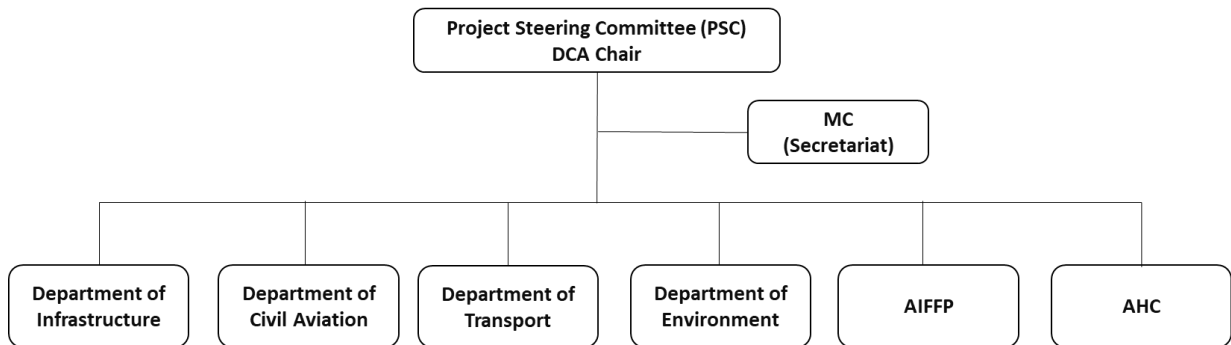 Project Steering Committee (PSC)
DCA Chair
MC
(Secretariat)
Department of
Infrastructure
Department of
Civil Aviation
Department of
Transport
Department of
Environment
AIFFP
AHC